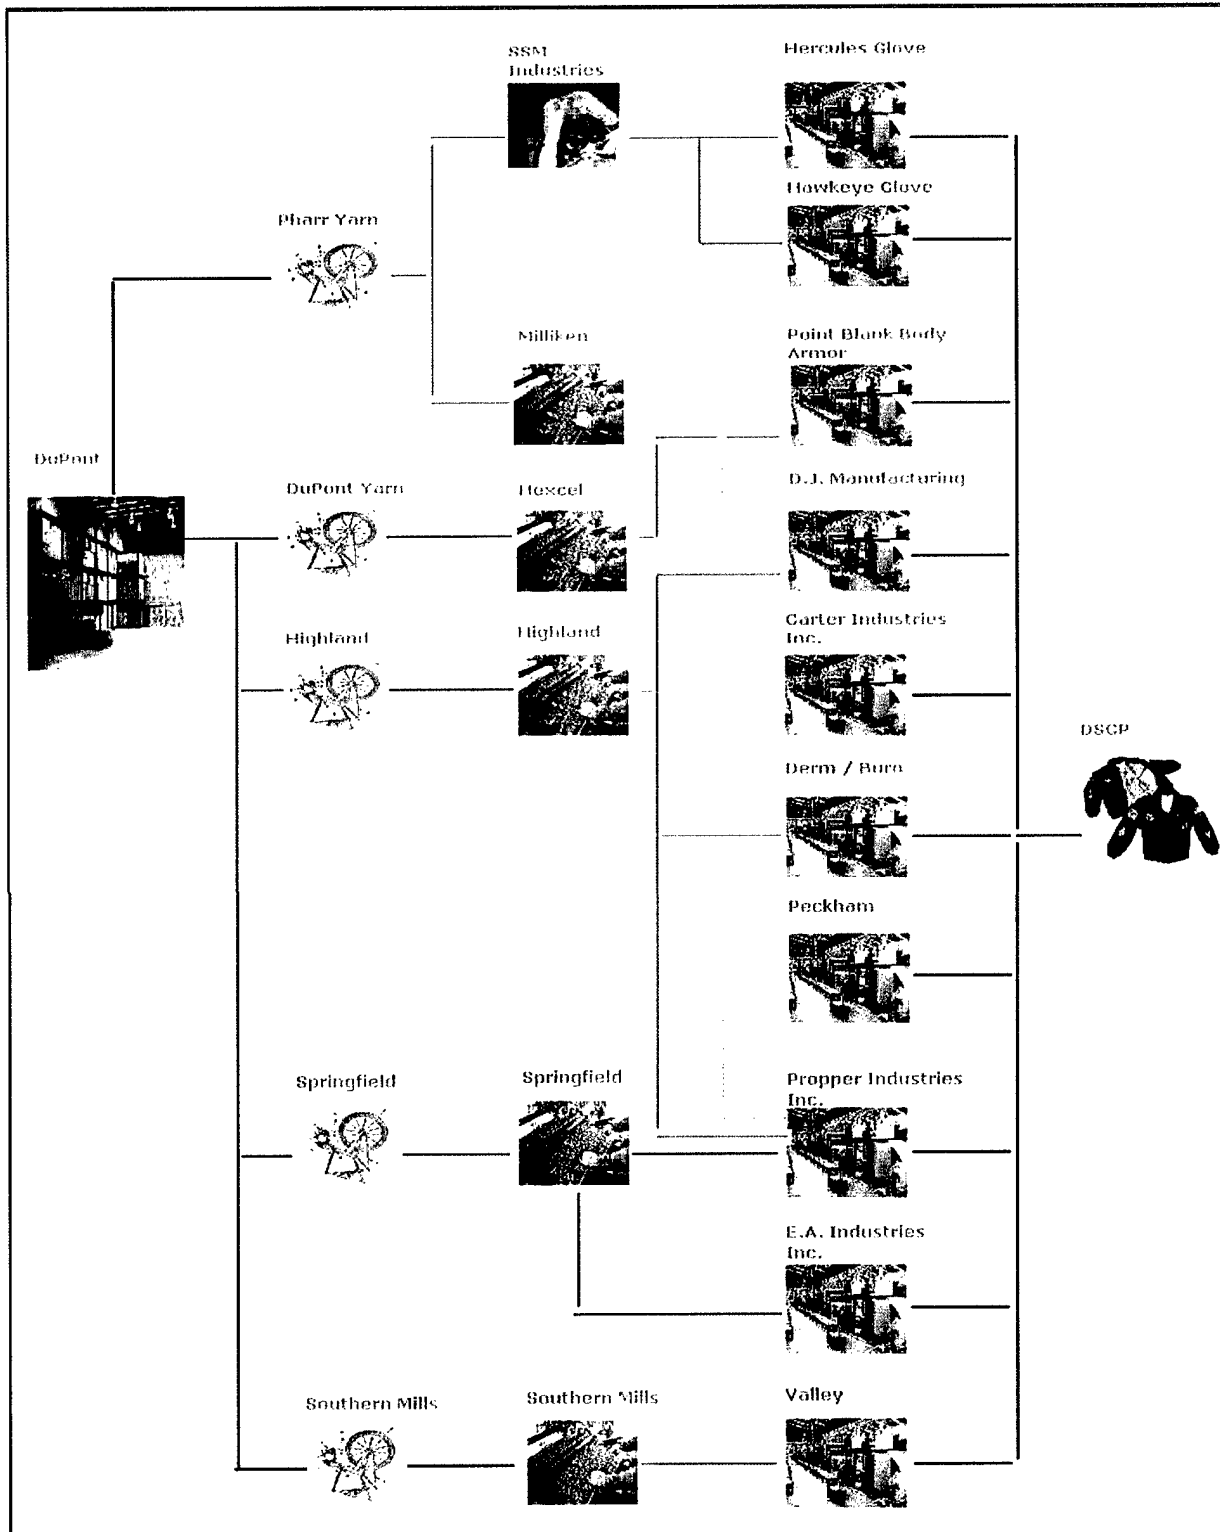 SSM
Industries
Hercules Glove
Hawkeye Glove
Pharr Yarn
Milliken
Point Blank Body
Armor
DuPont
DuPont Yarn
Hexcel
D.J. Manufacturing
Highland
Highland
Carter Industries
Inc.
DSCP
Derm / Buro
Peckham
Springfield
Springfield
Propper Industries
Inc.
E.A. Industries
Inc.
Southern Mills
Southern Mills
Valley